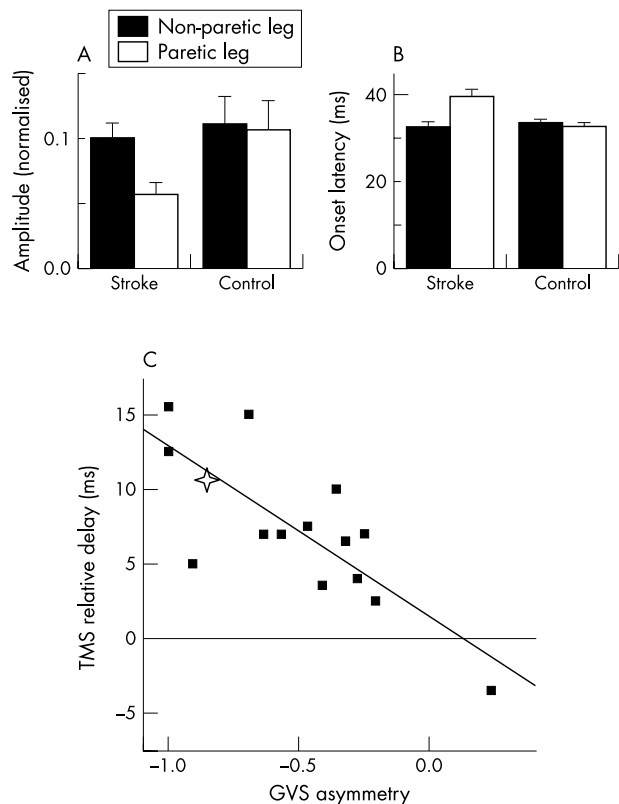 Non-paretic leg
Paretic leg
A
Amplitude (normalised)
0.1
0.0
Stroke
Control
B
Onset latency (ms)
40
20
0
Stroke
Control
C
TMS relative delay (ms)
15
10
5
0
−5
−1.0
−0.5
0.0
GVS asymmetry